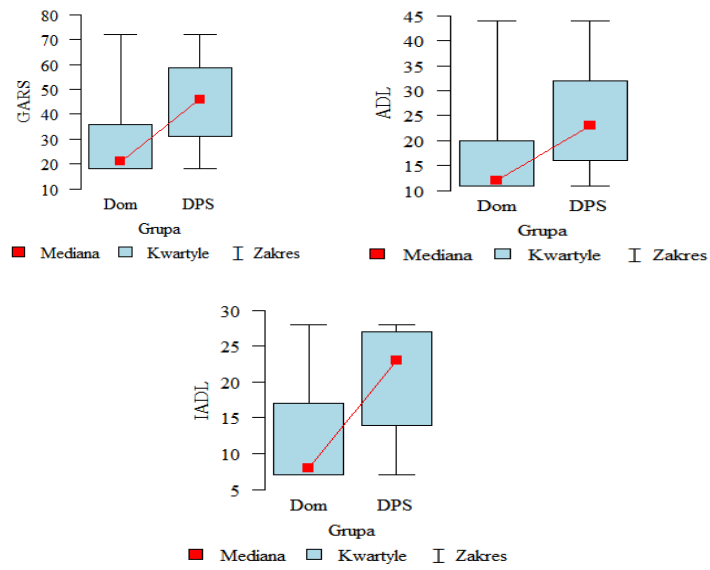 80
70
60
50
40
30
20
10
GARS
Dom DPS
Grupa
Mediana Kwartyle Zakres
45
40
35
30
25
20
15
10
ADL
Dom DPS
Grupa
Mediana Kwartyle Zakres
30
25
20
15
10
5
IADL
Dom DPS
Grupa
Mediana Kwartyle Zakres